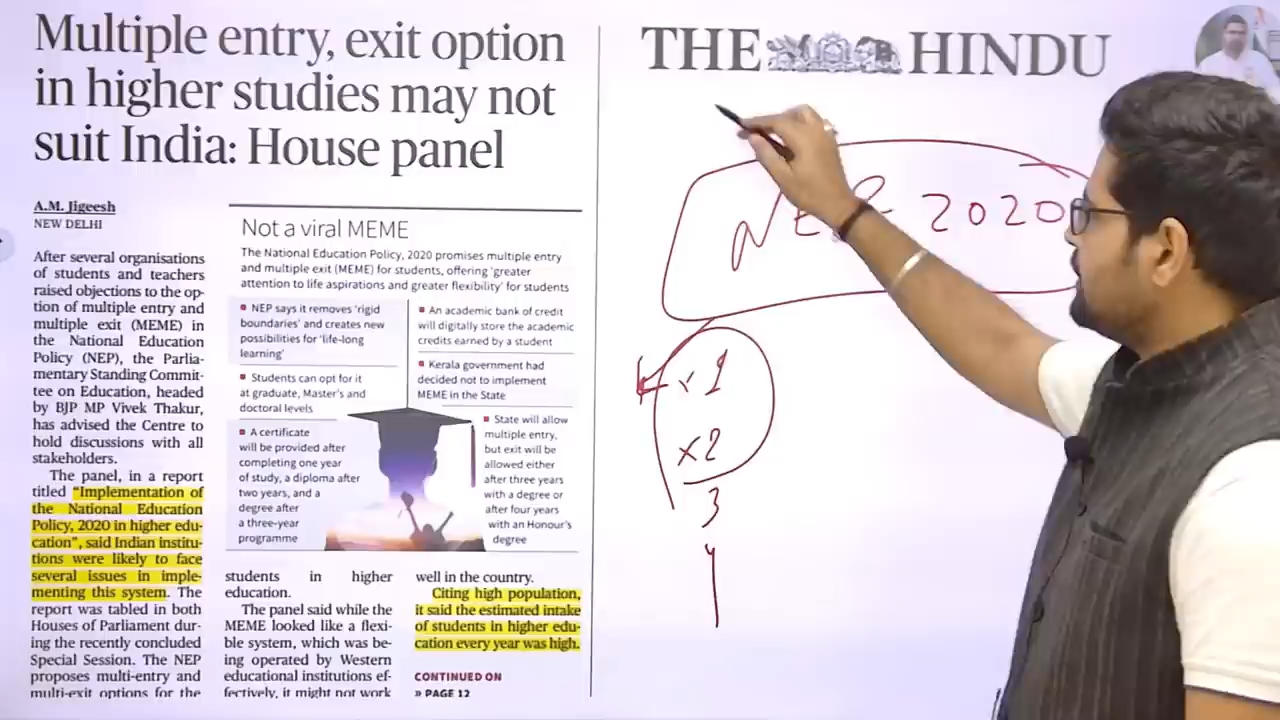 Multiple entry, exit option
in higher studies may not
suit India: House panel
A.M. Jigeesh
NEW DELHI
After several organisations
of students and teachers
raised objections to the op-
tion of multiple entry and
multiple exit (MEME) in
the National Education
Policy (NEP), the Parlia-
mentary Standing Commit-
tee on Education, headed
by BJP MP Vivek Thakur,
has advised the Centre to
hold discussions with all
stakeholders.
The panel, in a report
titled “Implementation of
the National Education
Policy, 2020 in higher edu-
cation”, said Indian institu-
tions were likely to face
several issues in imple-
menting this system. The
report was tabled in both
Houses of Parliament dur-
ing the recently concluded
Special Session. The NEP
proposes multi-entry and
multi-exit options for the
Not a viral MEME
The National Education Policy, 2020 promises multiple entry
and multiple exit (MEME) for students, offering ‘greater
attention to life aspirations and greater flexibility’ for students
NEP says it removes ‘rigid
boundaries’ and creates new
possibilities for ‘life-long
learning’
Students can opt for it
at graduate, Master's and
doctoral levels
A certificate
will be provided after
completing one year
of study, a diploma after
two years, and a
degree after
a three-year
programme
An academic bank of credit
will digitally store the academic
credits earned by a student
Kerala government had
decided not to implement
MEME in the State
State will allow
multiple entry,
but exit will be
allowed either
after three years
with a degree or
after four years
with an Honour's
degree
students in higher
education.
The panel said while the
MEME looked like a flexi-
ble system, which was be-
ing operated by Western
educational institutions ef-
fectively, it might not work
well in the country.
Citing high population,
it said the estimated intake
of students in higher edu-
cation every year was high.
CONTINUED ON
» PAGE 12
THE HINDU
NEP 2020
x 1
x 2
3
4